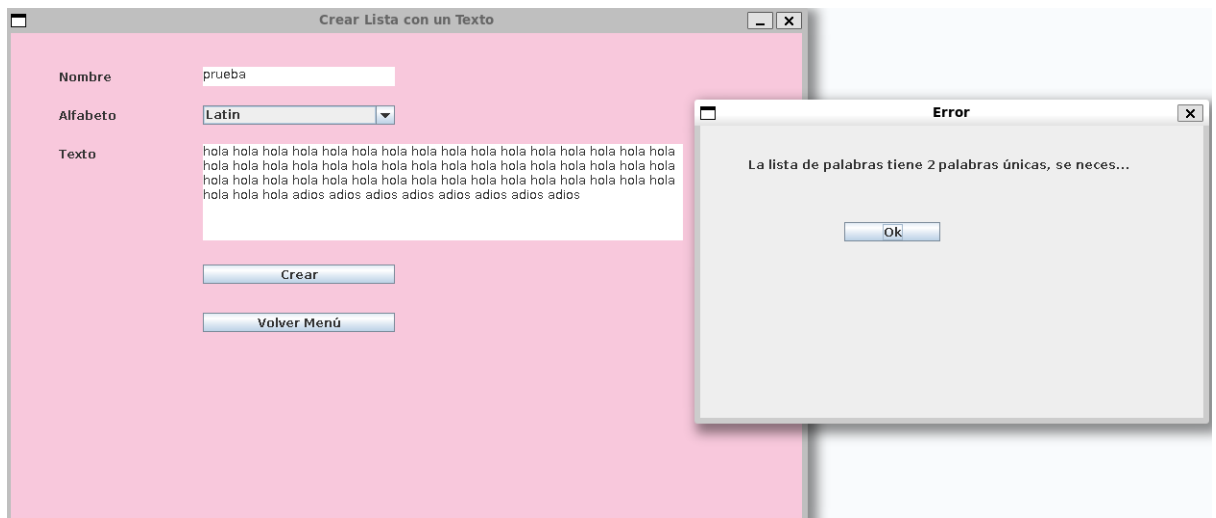 Crear Lista con un Texto
Nombre
prueba
Alfabeto
Latin
Texto
hola hola hola hola hola hola hola hola hola hola hola hola hola hola hola hola
hola hola hola hola hola hola hola hola hola hola hola hola hola hola hola hola
hola hola hola hola hola hola hola hola hola hola hola hola hola hola hola hola
hola hola hola adios adios adios adios adios adios adios adios
Crear
Volver Menú
Error
La lista de palabras tiene 2 palabras únicas, se neces...
Ok